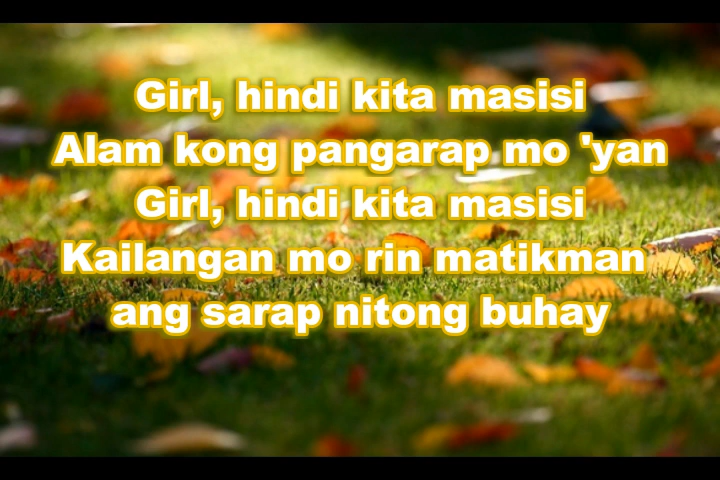 Girl, hindi kita masisi
Alam kong pangarap mo 'yan
Girl, hindi kita masisi
Kailangan mo rin matikman
ang sarap nitong buhay